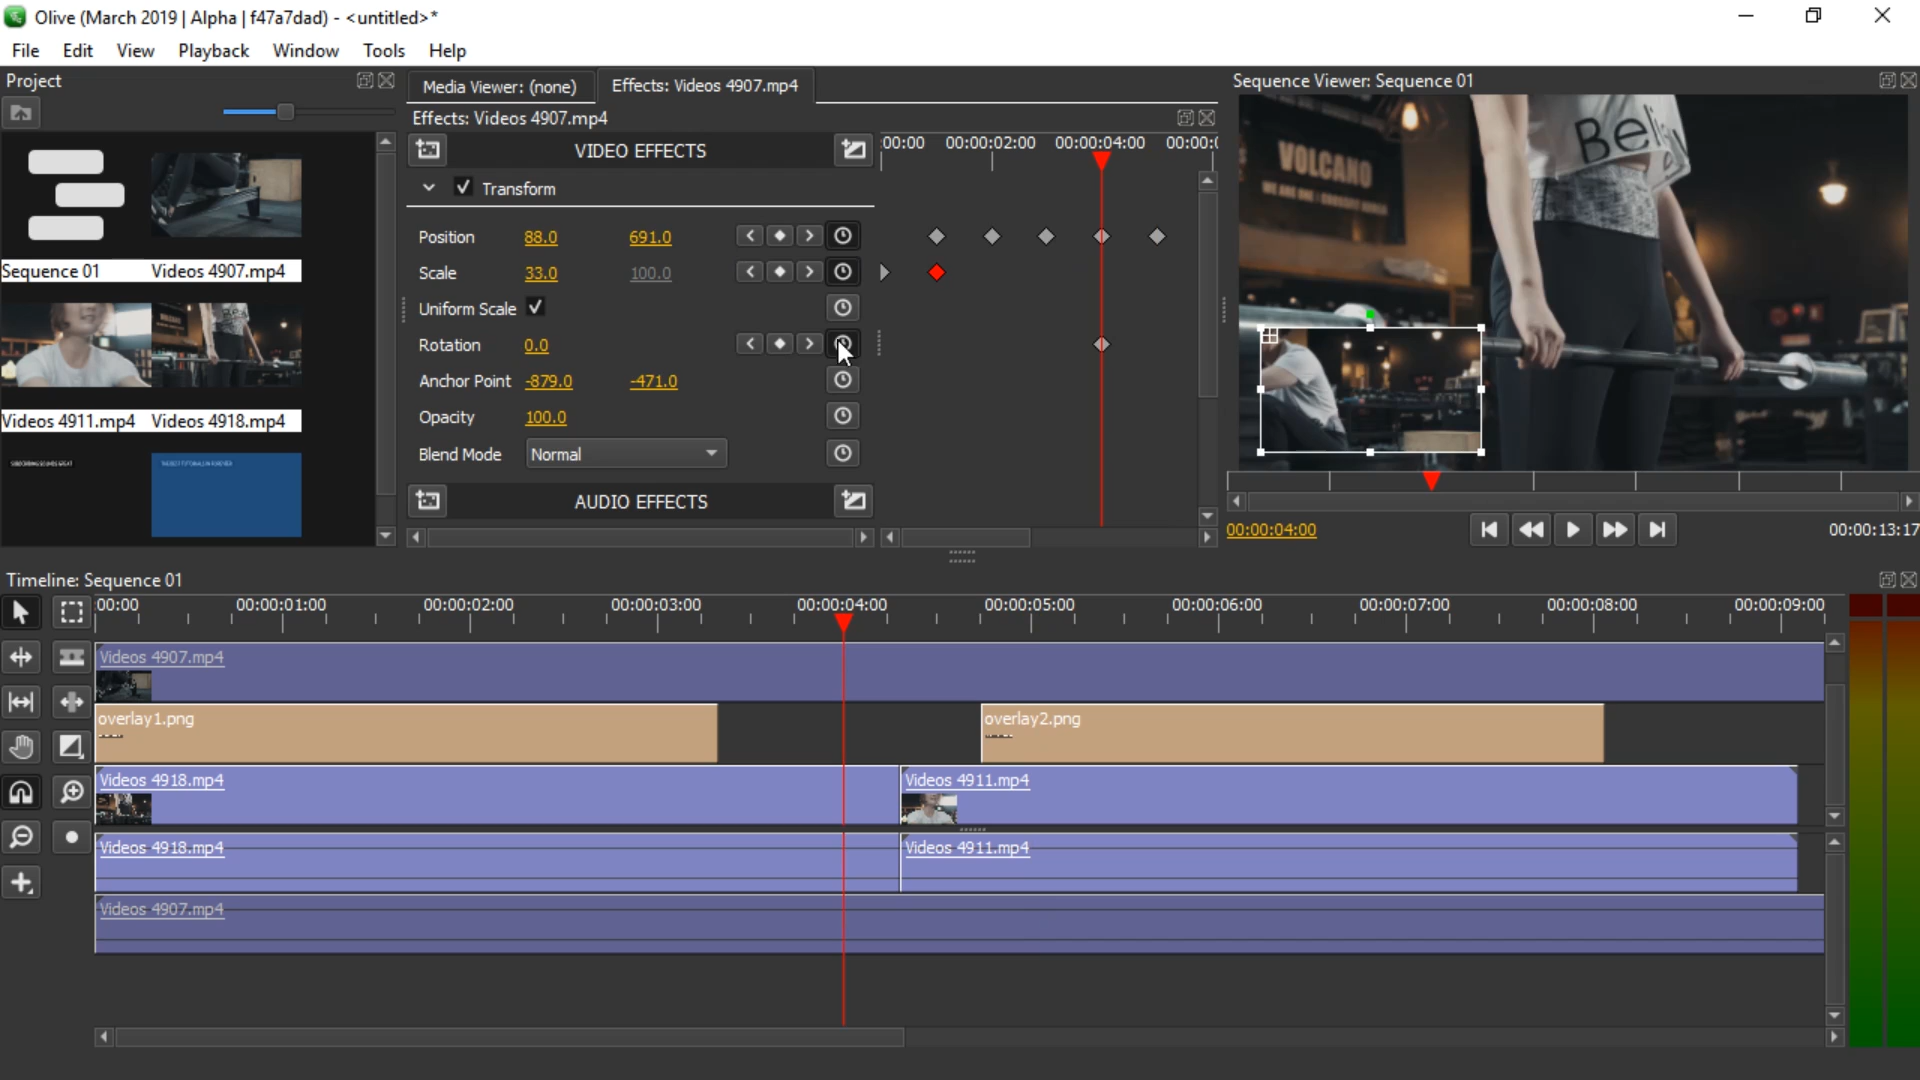 Olive (March 2019 | Alpha | f47a7dad) - <untitled>*
File Edit View Playback Window Tools Help
Project
Sequence 01
Videos 4907.mp4
Videos 4911.mp4
Videos 4918.mp4
Media Viewer: (none)
Effects: Videos 4907.mp4
Effects: Videos 4907.mp4
VIDEO EFFECTS
:00:00 00:00:02:00 00:00:04:00 00:00:(
Transform
Position 88.0 691.0
Scale 33.0 100.0
Uniform Scale
Rotation 0.0
Anchor Point -879.0 -471.0
Opacity 100.0
Blend Mode Normal
AUDIO EFFECTS
Sequence Viewer: Sequence 01
VOLCANO
WE ARE ONE
Bel
00:00:04:00
00:00:13:17
Timeline: Sequence 01
:00:00 00:00:01:00 00:00:02:00 00:00:03:00 00:00:04:00 00:00:05:00 00:00:06:00 00:00:07:00 00:00:08:00 00:00:09:00
Videos 4907.mp4
overlay1.png
overlay2.png
Videos 4918.mp4
Videos 4911.mp4
Videos 4918.mp4
Videos 4911.mp4
Videos 4907.mp4